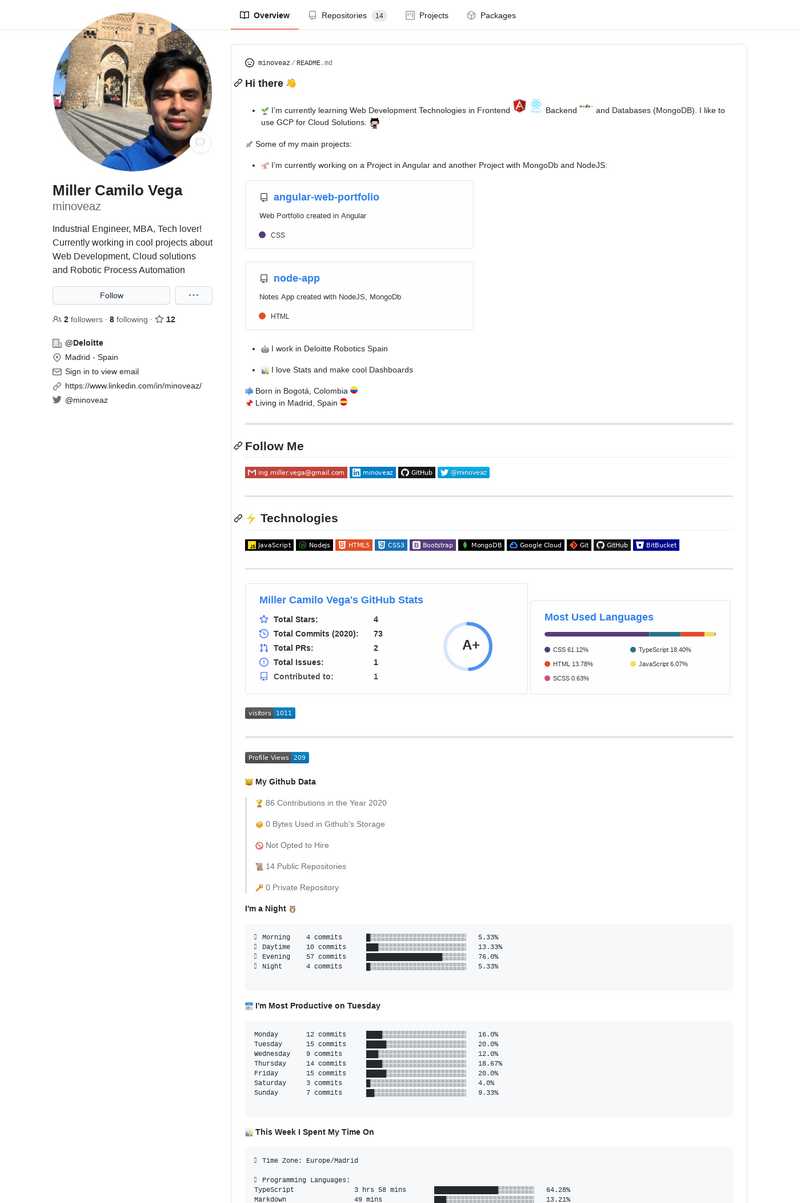 Overview
Repositories 14
Projects
Packages
Miller Camilo Vega
minoveaz
Industrial Engineer, MBA, Tech lover!
Currently working in cool projects about
Web Development, Cloud solutions
and Robotic Process Automation
Follow
2 followers · 8 following · 12
@Deloitte
Madrid - Spain
Sign in to view email
https://www.linkedin.com/in/minoveaz/
@minoveaz
minoveaz/README.md
Hi there 👋
🌱 I'm currently learning Web Development Technologies in Frontend Backend node and Databases (MongoDB). I like to
use GCP for Cloud Solutions.
🚀 Some of my main projects:
I'm currently working on a Project in Angular and another Project with MongoDb and NodeJS:
angular-web-portfolio
Web Portfolio created in Angular
CSS
node-app
Notes App created with NodeJS, MongoDb
HTML
🤖 I work in Deloitte Robotics Spain
I love Stats and make cool Dashboards
Born in Bogotá, Colombia 🇨🇴
📌 Living in Madrid, Spain 🇪🇸
Follow Me
ing.miller.vega@gmail.com minoveaz GitHub @minoveaz
⚡ Technologies
JavaScript Nodejs HTML5 CSS3 Bootstrap MongoDB Google Cloud Git GitHub BitBucket
Miller Camilo Vega's GitHub Stats
Total Stars: 4
Total Commits (2020): 73
Total PRs: 2
Total Issues: 1
Contributed to: 1
A+
Most Used Languages
CSS 61.12% TypeScript 18.40%
HTML 13.78% JavaScript 6.07%
SCSS 0.63%
visitors 1011
Profile Views 209
🐱 My Github Data
🏆 86 Contributions in the Year 2020
📦 0 Bytes Used in Github's Storage
🚫 Not Opted to Hire
📜 14 Public Repositories
🔑 0 Private Repository
I'm a Night 🦉
Morning 4 commits 5.33%
Daytime 10 commits 13.33%
Evening 57 commits 76.0%
Night 4 commits 5.33%
📅 I'm Most Productive on Tuesday
Monday 12 commits 16.0%
Tuesday 15 commits 20.0%
Wednesday 9 commits 12.0%
Thursday 14 commits 18.67%
Friday 15 commits 20.0%
Saturday 3 commits 4.0%
Sunday 7 commits 9.33%
📊 This Week I Spent My Time On
Time Zone: Europe/Madrid
Programming Languages:
TypeScript 3 hrs 58 mins 64.28%
Markdown 49 mins 13.21%